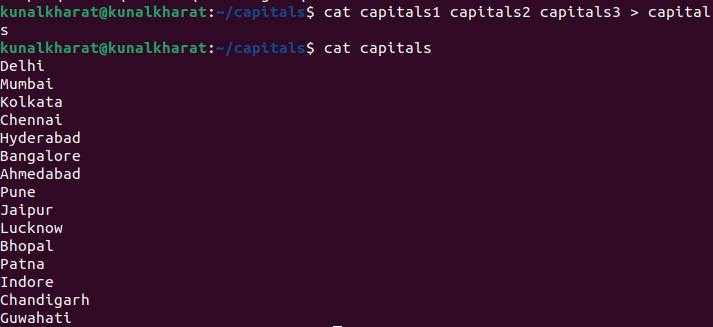 kunalkharat@kunalkharat:~/capitals$ cat capitals1 capitals2 capitals3 > capital
s
kunalkharat@kunalkharat:~/capitals$ cat capitals
Delhi
Mumbai
Kolkata
Chennai
Hyderabad
Bangalore
Ahmedabad
Pune
Jaipur
Lucknow
Bhopal
Patna
Indore
Chandigarh
Guwahati